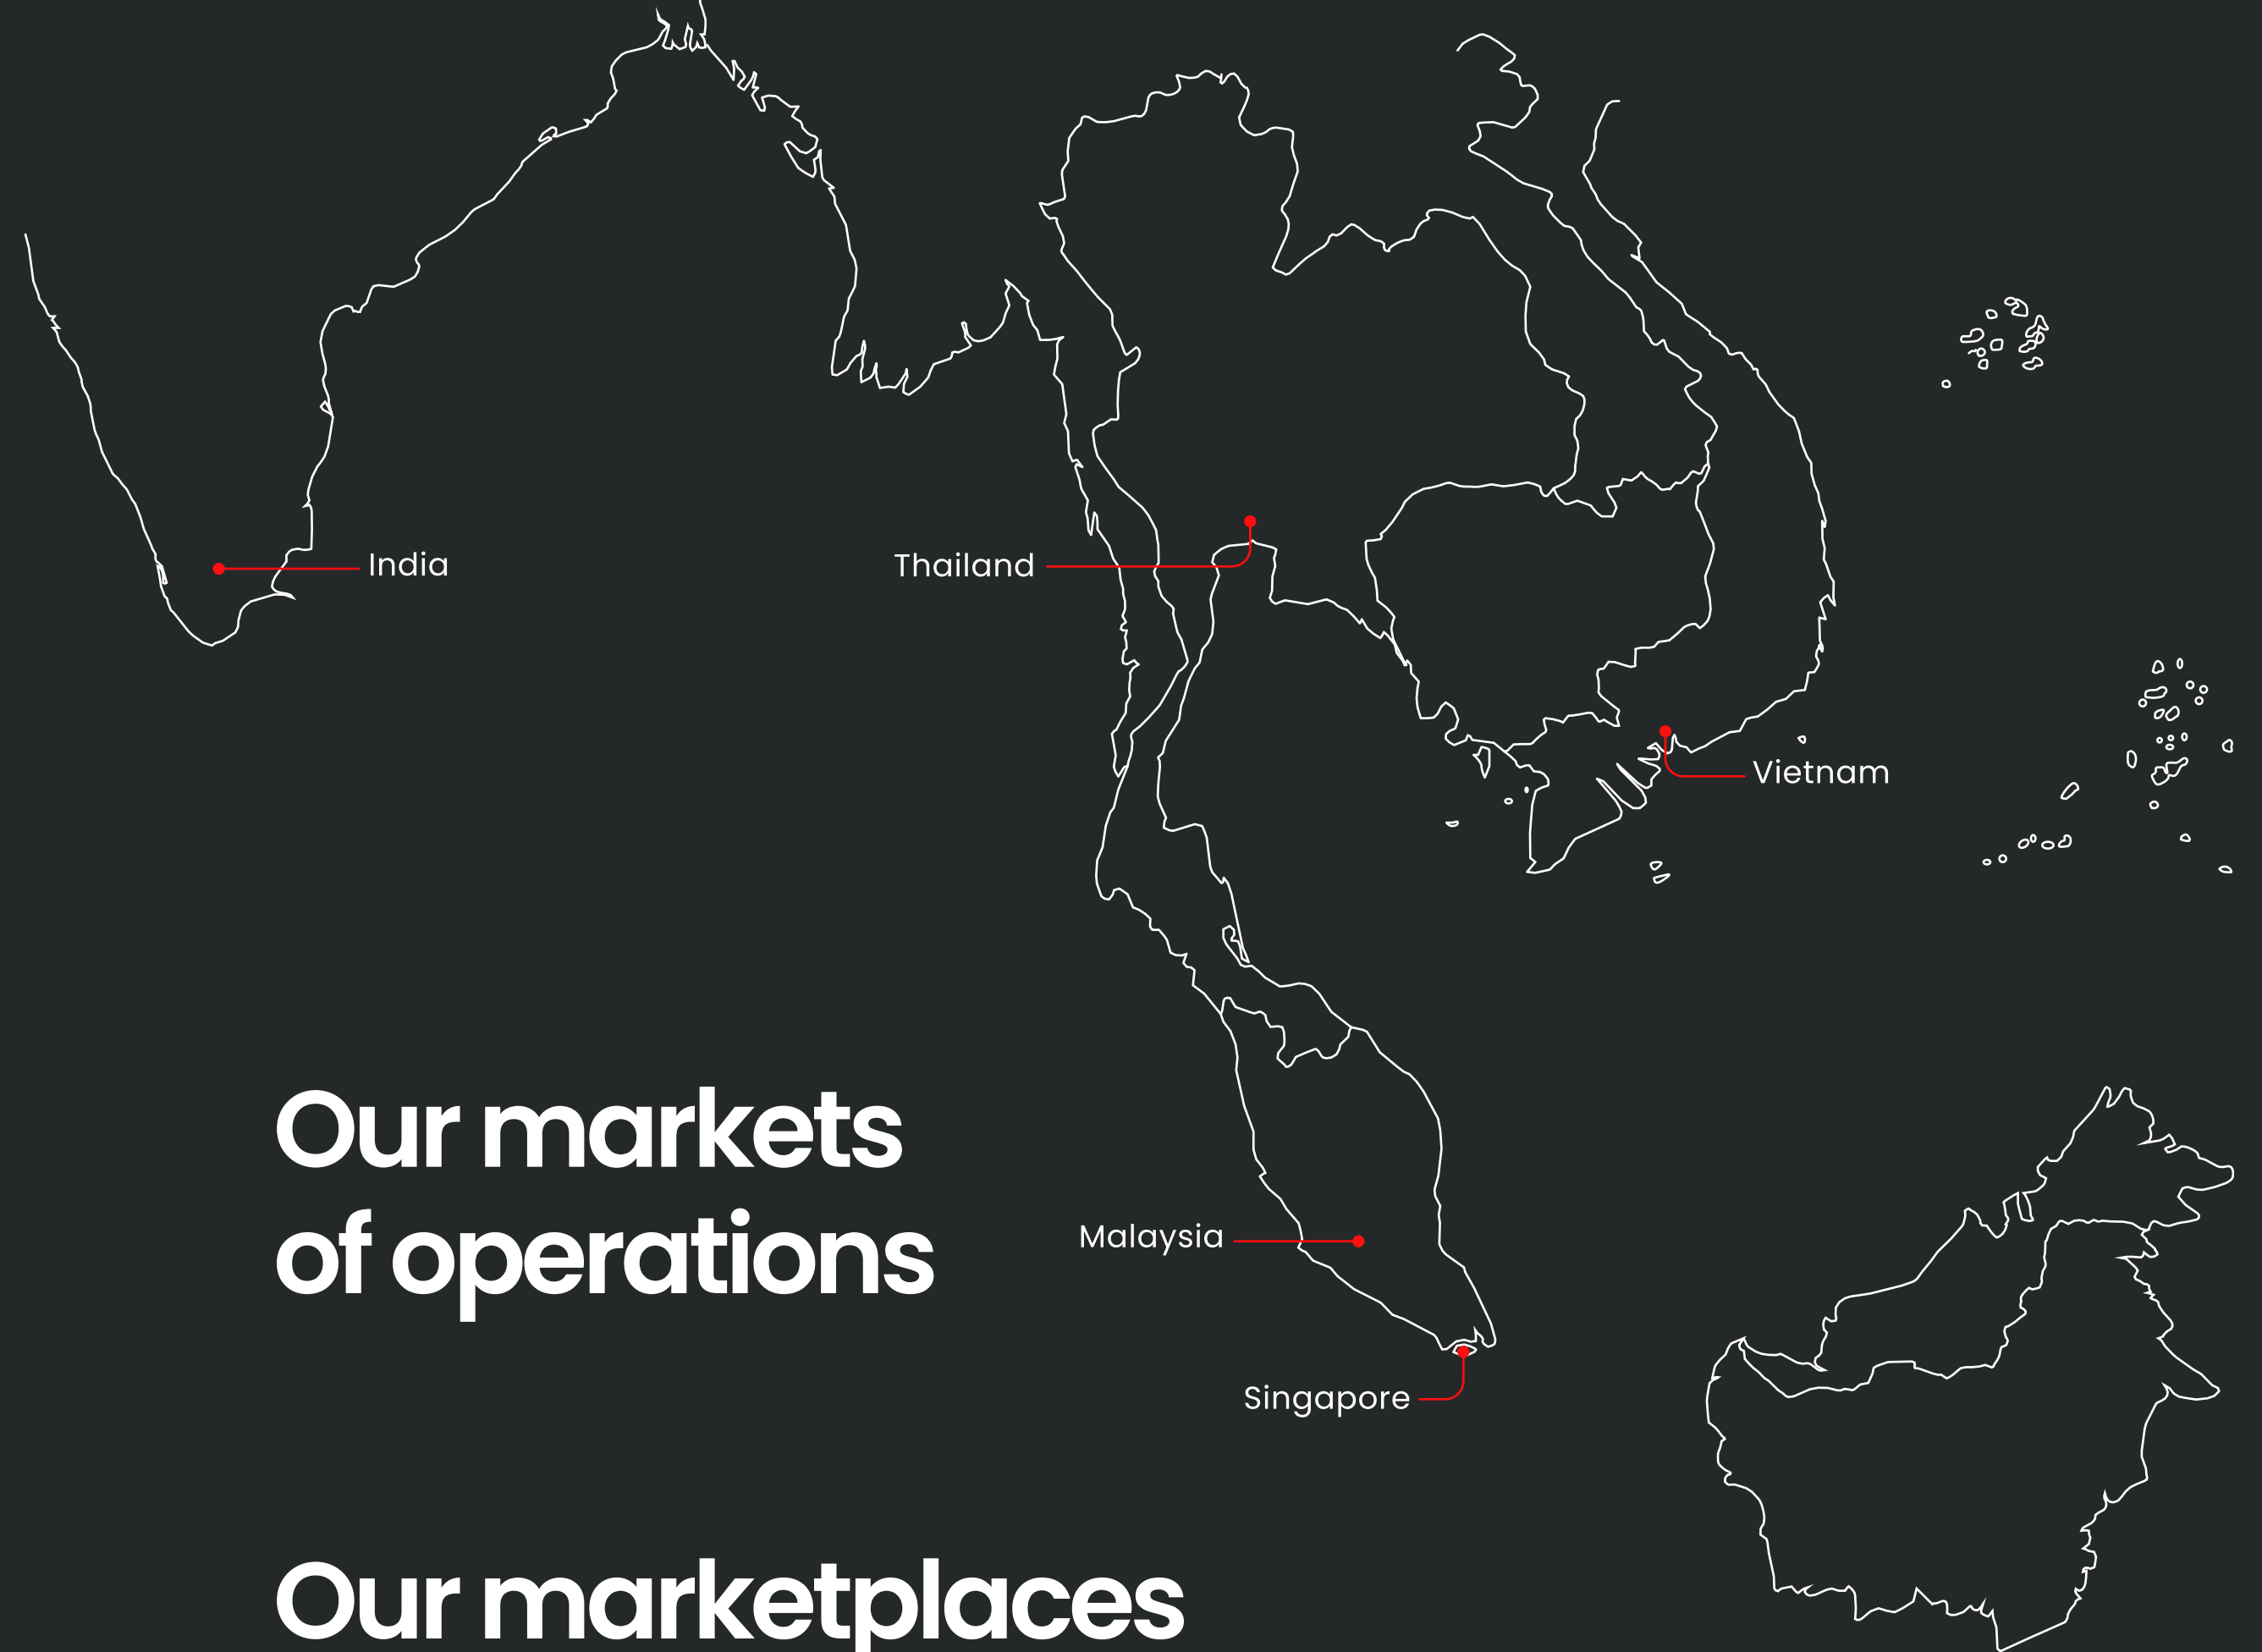 India
Thailand
Vietnam
Our markets
of operations
Malaysia
Singapore
Our marketplaces